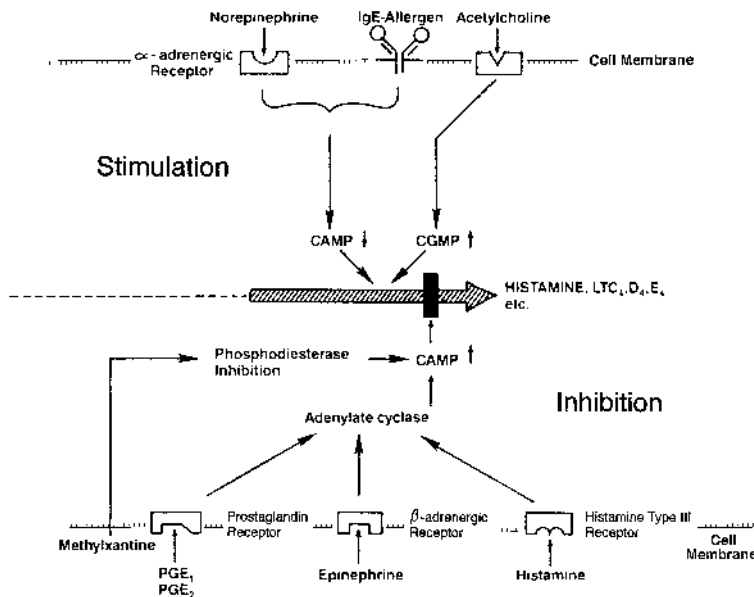 Norepinephrine
IgE-Allergen
Acetylcholine
α-adrenergic
Receptor
Cell Membrane
Stimulation
CAMP ↓
CGMP ↑
HISTAMINE, LTC₄,D₄,E₄
etc.
Phosphodiesterase
Inhibition
CAMP ↑
Inhibition
Adenylate cyclase
Prostaglandin
Receptor
β-adrenergic
Receptor
Histamine Type II
Receptor
Methylxantine
Cell
Membrane
PGE₁
PGE₂
Epinephrine
Histamine